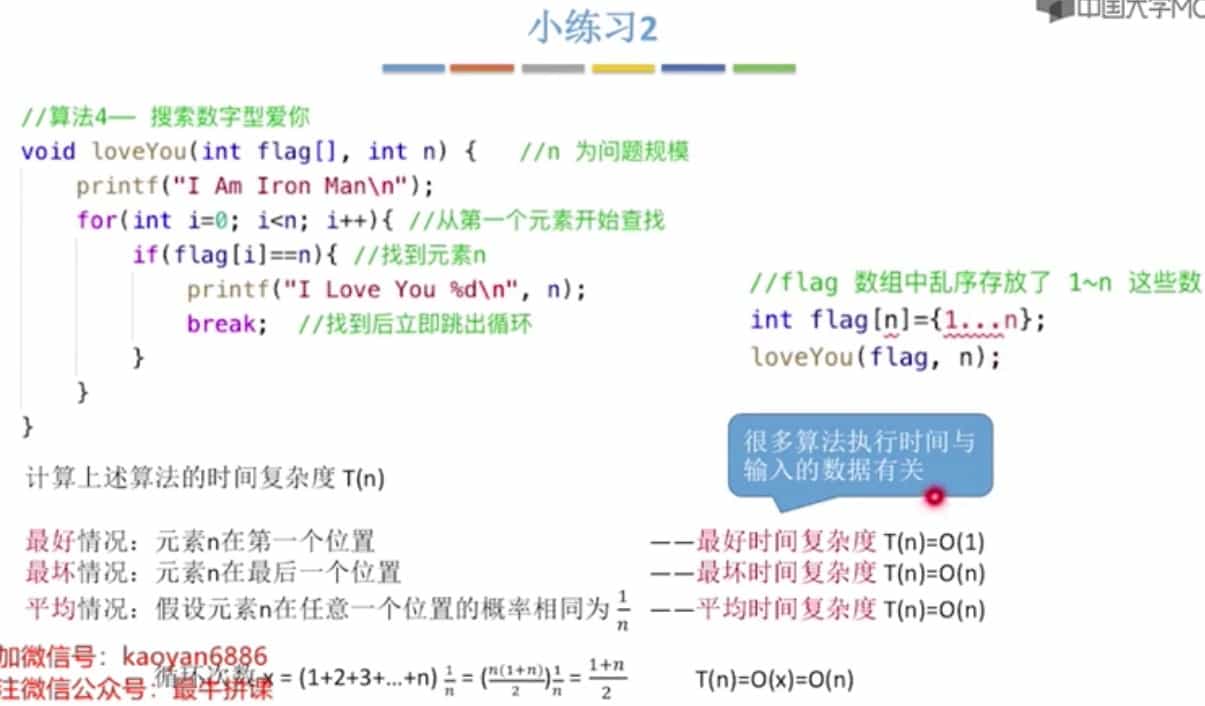 中国大学MO
小练习2
//算法4—— 搜索数字型爱你
void loveYou(int flag[], int n) {   //n 为问题规模
    printf("I Am Iron Man\n");
    for(int i=0; i<n; i++){ //从第一个元素开始查找
        if(flag[i]==n){ //找到元素n
            printf("I Love You %d\n", n);
            break;  //找到后立即跳出循环
        }
    }
}
//flag 数组中乱序存放了 1~n 这些数
int flag[n]={1...n};
loveYou(flag, n);
很多算法执行时间与
输入的数据有关
计算上述算法的时间复杂度 T(n)
最好情况：元素n在第一个位置 ——最好时间复杂度 T(n)=O(1)
最坏情况：元素n在最后一个位置 ——最坏时间复杂度 T(n)=O(n)
平均情况：假设元素n在任意一个位置的概率相同为 1/n ——平均时间复杂度 T(n)=O(n)
加微信号：kaoyan6886
循环次数 x = (1+2+3+...+n) 1/n = (n(1+n)/2) 1/n = (1+n)/2   T(n)=O(x)=O(n)
注微信公众号：最牛拼课